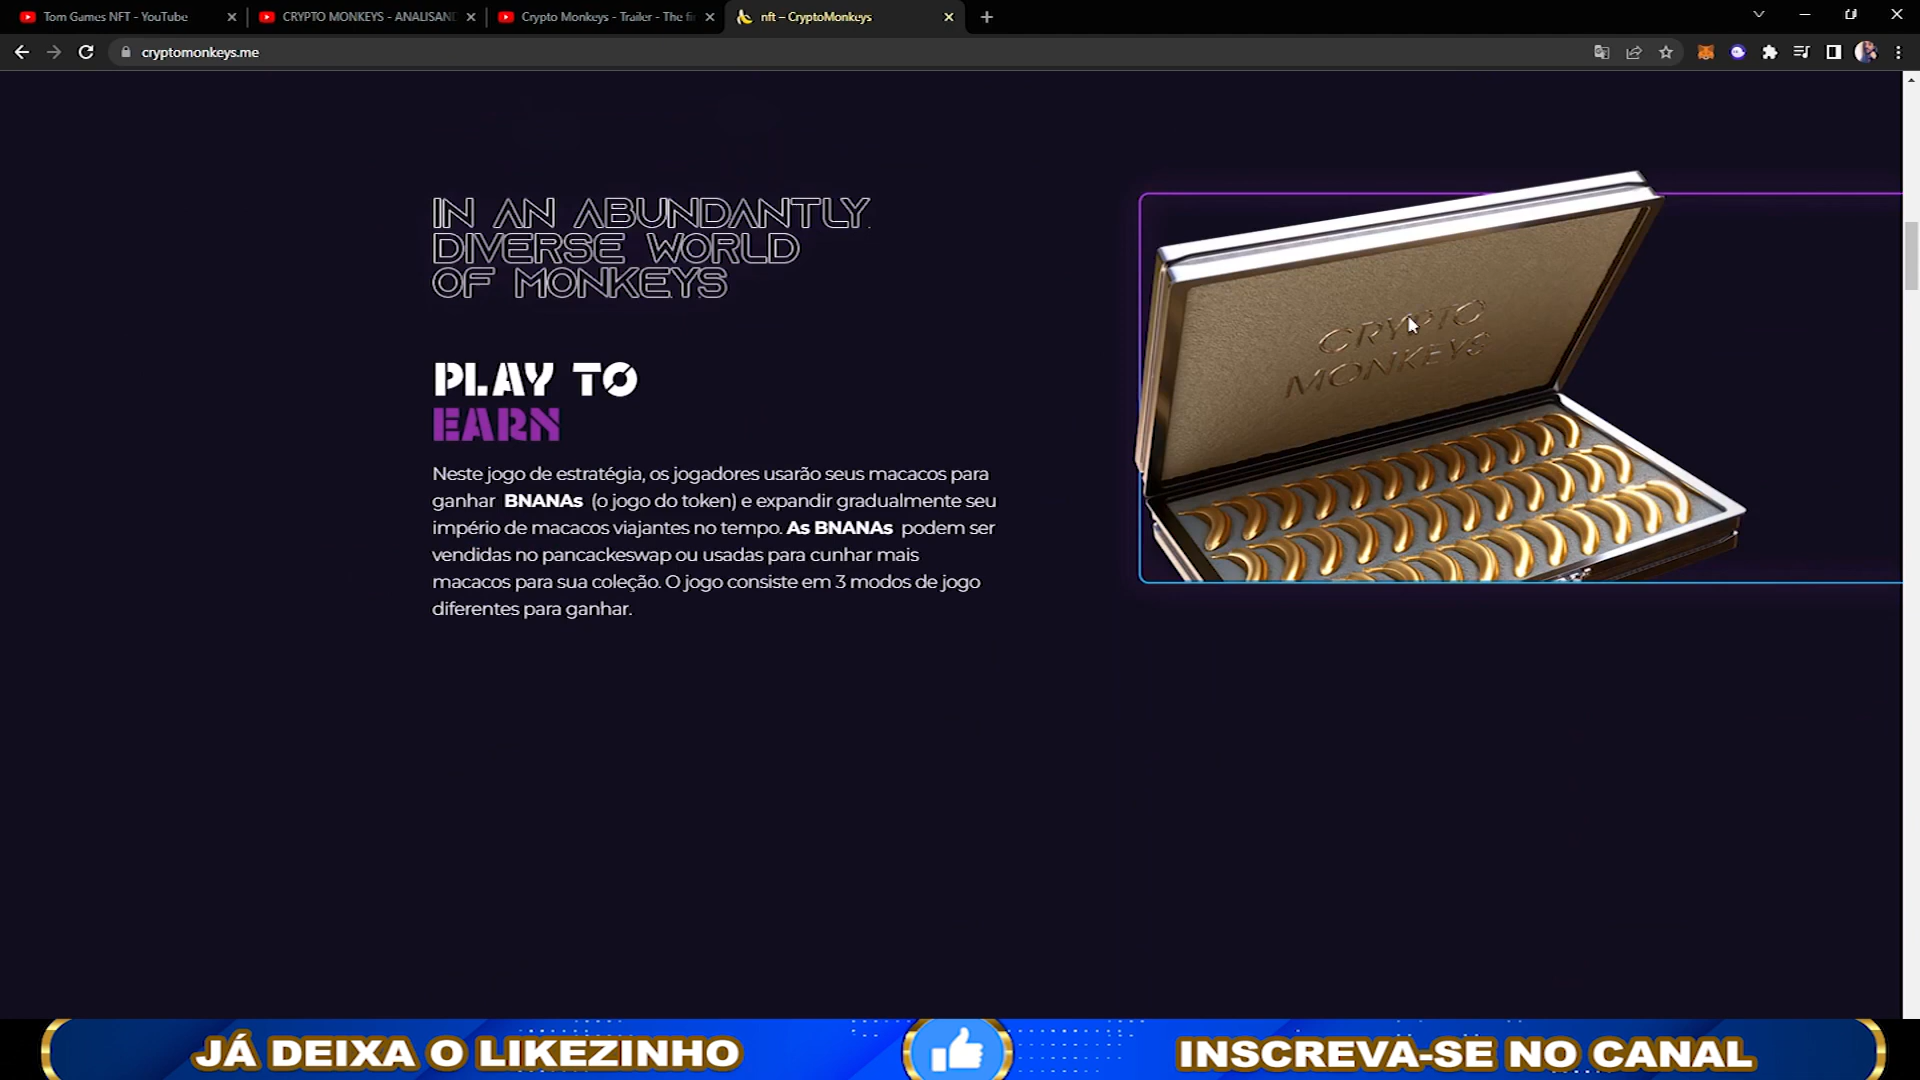 Tom Games NFT - YouTube
CRYPTO MONKEYS - ANALISAND
Crypto Monkeys - Trailer - The fi
nft – CryptoMonkeys
cryptomonkeys.me
IN AN ABUNDANTLY
DIVERSE WORLD
OF MONKEYS
PLAY TO
EARN
Neste jogo de estratégia, os jogadores usarão seus macacos para
ganhar BNANAs (o jogo do token) e expandir gradualmente seu
império de macacos viajantes no tempo. As BNANAs podem ser
vendidas no pancackeswap ou usadas para cunhar mais
macacos para sua coleção. O jogo consiste em 3 modos de jogo
diferentes para ganhar.
CRYPTO
MONKEYS
JÁ DEIXA O LIKEZINHO
INSCREVA-SE NO CANAL